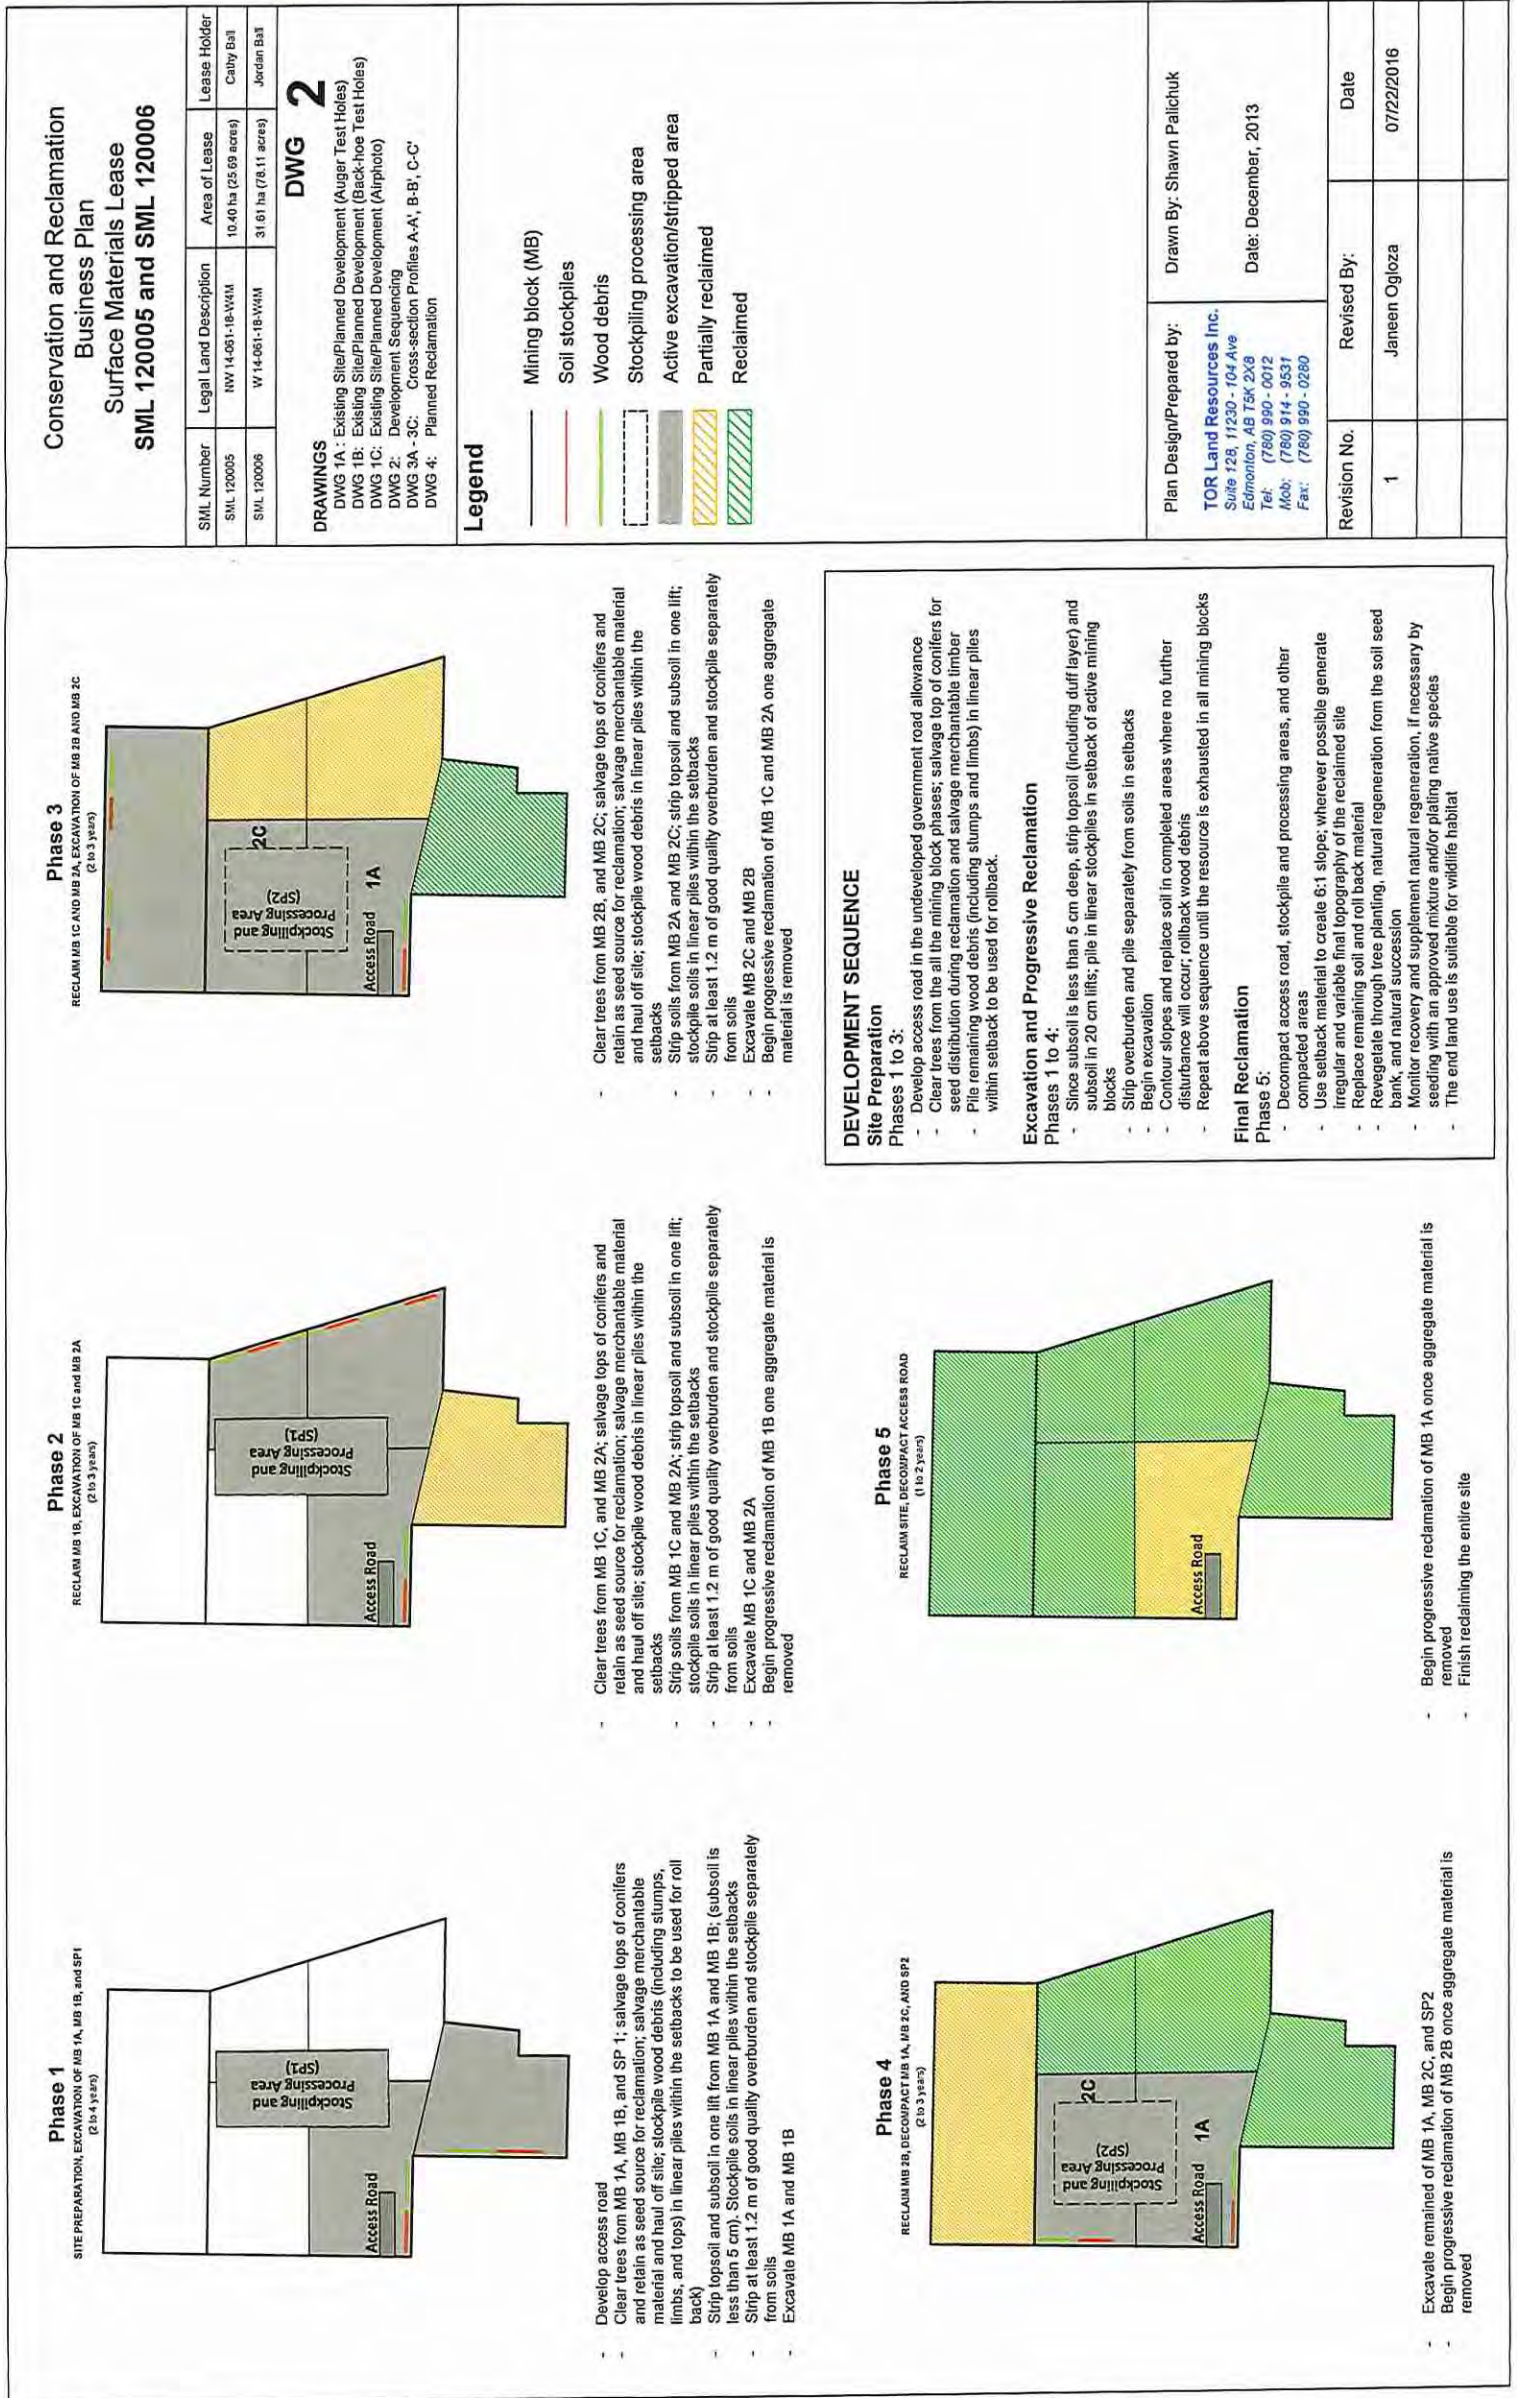 Phase 1
SITE PREPARATION, EXCAVATION OF MB 1A, MB 1B, and SP1
(2 to 4 years)
Stockpiling and
Processing Area
(SP1)
Access Road
- Develop access road
- Clear trees from MB 1A, MB 1B, and SP 1; salvage tops of conifers
and retain as seed source for reclamation; salvage merchantable
material and haul off site; stockpile wood debris (including stumps,
limbs, and tops) in linear piles within the setbacks to be used for roll
back)
- Strip topsoil and subsoil in one lift from MB 1A and MB 1B; (subsoil is
less than 5 cm). Stockpile soils in linear piles within the setbacks
- Strip at least 1.2 m of good quality overburden and stockpile separately
from soils
- Excavate MB 1A and MB 1B
Phase 2
RECLAIM MB 1B, EXCAVATION OF MB 1C and MB 2A
(2 to 3 years)
Stockpiling and
Processing Area
(SP1)
Access Road
- Clear trees from MB 1C, and MB 2A; salvage tops of conifers and
retain as seed source for reclamation; salvage merchantable material
and haul off site; stockpile wood debris in linear piles within the
setbacks
- Strip soils from MB 1C and MB 2A; strip topsoil and subsoil in one lift;
stockpile soils in linear piles within the setbacks
- Strip at least 1.2 m of good quality overburden and stockpile separately
from soils
- Excavate MB 1C and MB 2A
- Begin progressive reclamation of MB 1B one aggregate material is
removed
Phase 3
RECLAIM MB 1C AND MB 2A, EXCAVATION OF MB 2B AND MB 2C
(2 to 3 years)
Stockpiling and
Processing Area
(SP2)
2C
1A
Access Road
- Clear trees from MB 2B, and MB 2C; salvage tops of conifers and
retain as seed source for reclamation; salvage merchantable material
and haul off site; stockpile wood debris in linear piles within the
setbacks
- Strip soils from MB 2A and MB 2C; strip topsoil and subsoil in one lift;
stockpile soils in linear piles within the setbacks
- Strip at least 1.2 m of good quality overburden and stockpile separately
from soils
- Excavate MB 2C and MB 2B
- Begin progressive reclamation of MB 1C and MB 2A one aggregate
material is removed
Phase 4
RECLAIM MB 2B, DECOMPACT MB 1A, MB 2C, AND SP2
(2 to 3 years)
Stockpiling and
Processing Area
(SP2)
2C
1A
Access Road
- Excavate remained of MB 1A, MB 2C, and SP2
- Begin progressive reclamation of MB 2B once aggregate material is
removed
Phase 5
RECLAIM SITE, DECOMPACT ACCESS ROAD
(1 to 2 years)
Access Road
- Begin progressive reclamation of MB 1A once aggregate material is
removed
- Finish reclaiming the entire site
DEVELOPMENT SEQUENCE
Site Preparation
Phases 1 to 3:
- Develop access road in the undeveloped government road allowance
- Clear trees from the all the mining block phases; salvage top of conifers for
seed distribution during reclamation and salvage merchantable timber
- Pile remaining wood debris (including stumps and limbs) in linear piles
within setback to be used for rollback.
Excavation and Progressive Reclamation
Phases 1 to 4:
- Since subsoil is less than 5 cm deep, strip topsoil (including duff layer) and
subsoil in 20 cm lifts; pile in linear stockpiles in setback of active mining
blocks
- Strip overburden and pile separately from soils in setbacks
- Begin excavation
- Contour slopes and replace soil in completed areas where no further
disturbance will occur; rollback wood debris
- Repeat above sequence until the resource is exhausted in all mining blocks
Final Reclamation
Phase 5:
- Decompact access road, stockpile and processing areas, and other
compacted areas
- Use setback material to create 6:1 slope; wherever possible generate
irregular and variable final topography of the reclaimed site
- Replace remaining soil and roll back material
- Revegetate through tree planting, natural regeneration from the soil seed
bank, and natural succession
- Monitor recovery and supplement natural regeneration, if necessary by
seeding with an approved mixture and/or plating native species
- The end land use is suitable for wildlife habitat
Conservation and Reclamation
Business Plan
Surface Materials Lease
SML 120005 and SML 120006
SML Number Legal Land Description Area of Lease Lease Holder
SML 120005 NW 14-061-18-W4M 10.40 ha (25.69 acres) Cathy Ball
SML 120006 W 14-061-18-W4M 31.61 ha (78.11 acres) Jordan Ball
DWG 2
DRAWINGS
DWG 1A : Existing Site/Planned Development (Auger Test Holes)
DWG 1B: Existing Site/Planned Development (Back-hoe Test Holes)
DWG 1C: Existing Site/Planned Development (Airphoto)
DWG 2: Development Sequencing
DWG 3A - 3C: Cross-section Profiles A-A', B-B', C-C'
DWG 4: Planned Reclamation
Legend
Mining block (MB)
Soil stockpiles
Wood debris
Stockpiling processing area
Active excavation/stripped area
Partially reclaimed
Reclaimed
Plan Design/Prepared by:
TOR Land Resources Inc.
Suite 128, 11230 - 104 Ave
Edmonton, AB T5K 2X8
Tel: (780) 990 - 0012
Mob: (780) 914 - 9531
Fax: (780) 990 - 0280
Drawn By: Shawn Palichuk
Date: December, 2013
Revision No. Revised By: Date
1 Janeen Ogloza 07/22/2016